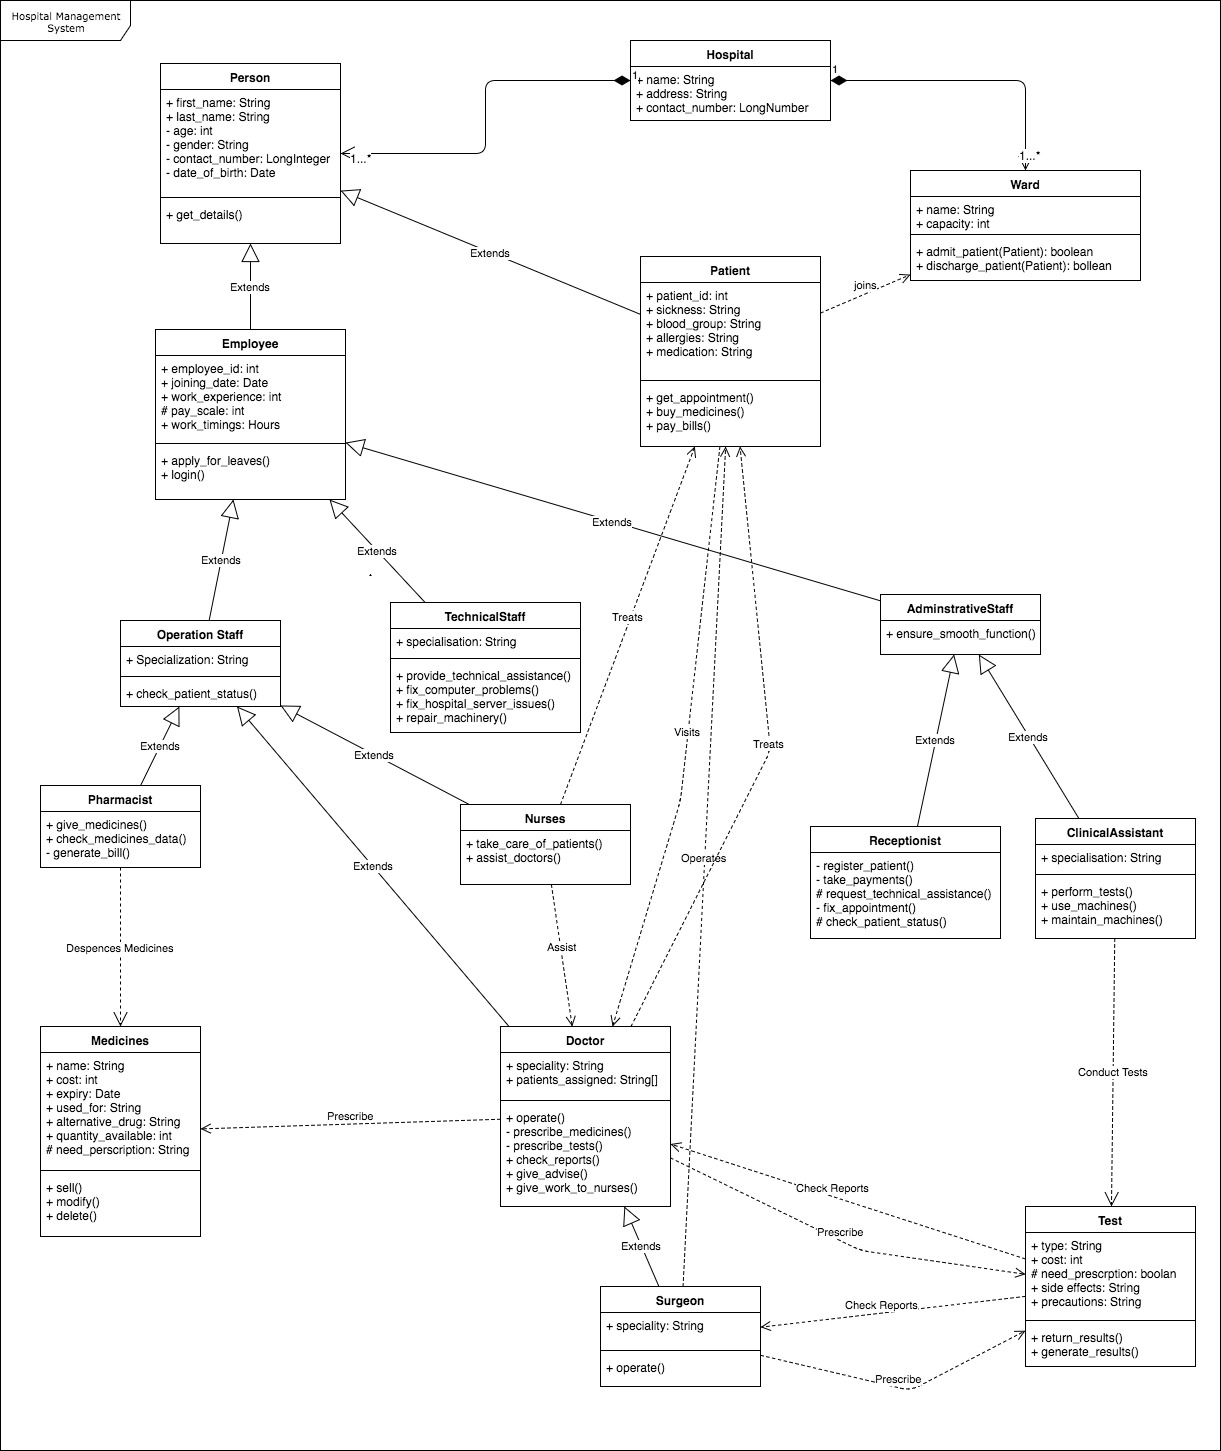 Hospital Management
System
Hospital
+ name: String
+ address: String
+ contact_number: LongNumber
1
1
1...*
1...*
Person
+ first_name: String
+ last_name: String
- age: int
- gender: String
- contact_number: LongInteger
- date_of_birth: Date
+ get_details()
Ward
+ name: String
+ capacity: int
+ admit_patient(Patient): boolean
+ discharge_patient(Patient): bollean
Extends
Extends
joins
Patient
+ patient_id: int
+ sickness: String
+ blood_group: String
+ allergies: String
+ medication: String
+ get_appointment()
+ buy_medicines()
+ pay_bills()
Employee
+ employee_id: int
+ joining_date: Date
+ work_experience: int
# pay_scale: int
+ work_timings: Hours
+ apply_for_leaves()
+ login()
Extends
Extends
Extends
Operation Staff
+ Specialization: String
+ check_patient_status()
TechnicalStaff
+ specialisation: String
+ provide_technical_assistance()
+ fix_computer_problems()
+ fix_hospital_server_issues()
+ repair_machinery()
Treats
AdminstrativeStaff
+ ensure_smooth_function()
Extends
Extends
Visits
Treats
Extends
Extends
Pharmacist
+ give_medicines()
+ check_medicines_data()
- generate_bill()
Nurses
+ take_care_of_patients()
+ assist_doctors()
Receptionist
- register_patient()
- take_payments()
# request_technical_assistance()
- fix_appointment()
# check_patient_status()
ClinicalAssistant
+ specialisation: String
+ perform_tests()
+ use_machines()
+ maintain_machines()
Extends
Operates
Despences Medicines
Assist
Medicines
+ name: String
+ cost: int
+ expiry: Date
+ used_for: String
+ alternative_drug: String
+ quantity_available: int
# need_perscription: String
+ sell()
+ modify()
+ delete()
Prescribe
Doctor
+ speciality: String
+ patients_assigned: String[]
+ operate()
- prescribe_medicines()
- prescribe_tests()
+ check_reports()
+ give_advise()
+ give_work_to_nurses()
Conduct Tests
Check Reports
Prescribe
Extends
Test
+ type: String
+ cost: int
# need_prescrption: boolan
+ side effects: String
+ precautions: String
+ return_results()
+ generate_results()
Check Reports
Surgeon
+ speciality: String
+ operate()
Prescribe